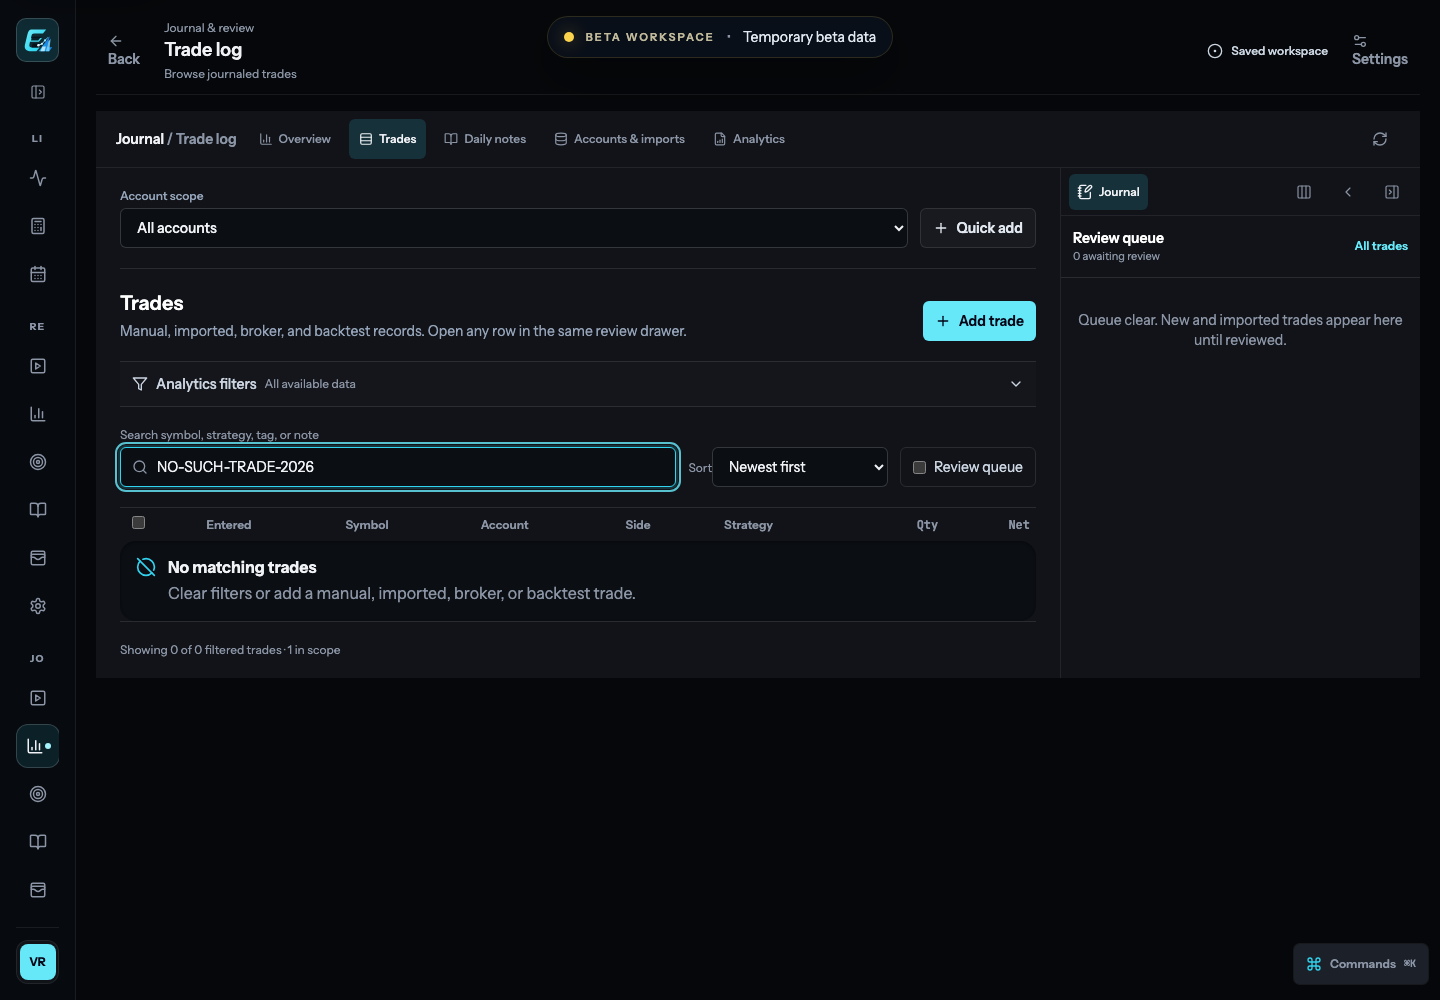 Back
Journal & review
Trade log
Browse journaled trades
BETA WORKSPACE · Temporary beta data
Saved workspace
Settings
LI
RE
JO
VR
Journal / Trade log
Overview
Trades
Daily notes
Accounts & imports
Analytics
Account scope
All accounts
Quick add
Trades
Manual, imported, broker, and backtest records. Open any row in the same review drawer.
Add trade
Analytics filters All available data
Search symbol, strategy, tag, or note
NO-SUCH-TRADE-2026
Sort
Newest first
Review queue
Entered Symbol Account Side Strategy Qty Net
No matching trades
Clear filters or add a manual, imported, broker, or backtest trade.
Showing 0 of 0 filtered trades · 1 in scope
Journal
Review queue
0 awaiting review
All trades
Queue clear. New and imported trades appear here
until reviewed.
Commands ⌘K